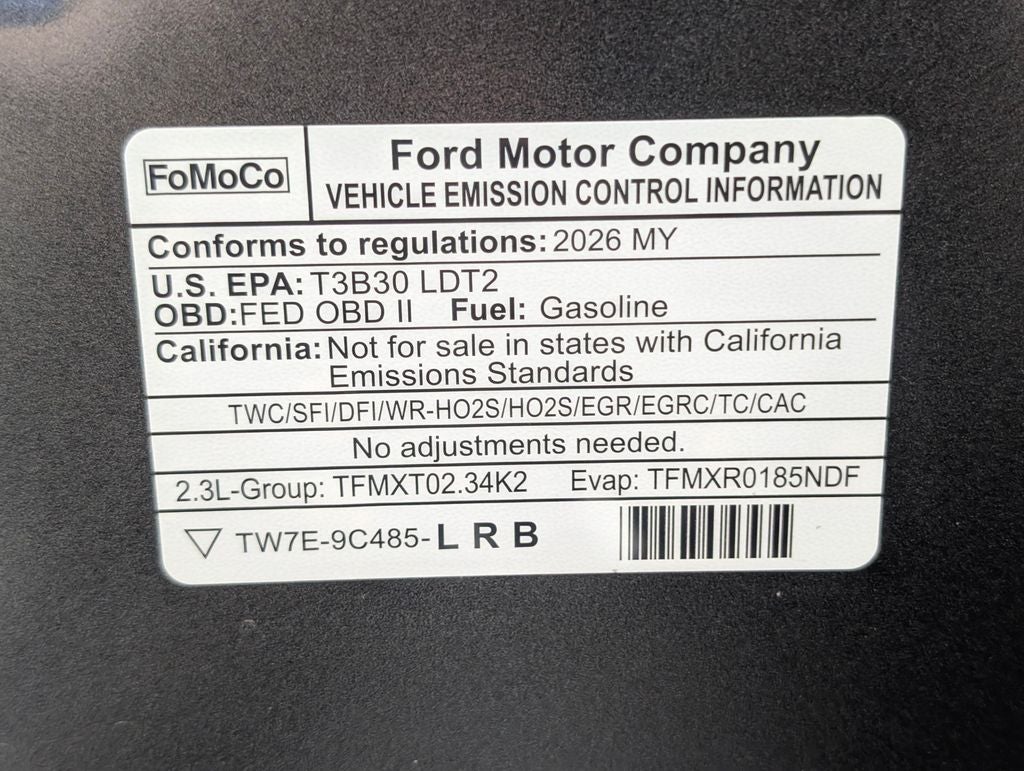 FoMoCo
Ford Motor Company
VEHICLE EMISSION CONTROL INFORMATION
Conforms to regulations: 2026 MY
U.S. EPA: T3B30 LDT2
OBD:FED OBD II Fuel: Gasoline
California: Not for sale in states with California
Emissions Standards
TWC/SFI/DFI/WR-HO2S/HO2S/EGR/EGRC/TC/CAC
No adjustments needed.
2.3L-Group: TFMXT02.34K2 Evap: TFMXR0185NDF
TW7E-9C485-L R B